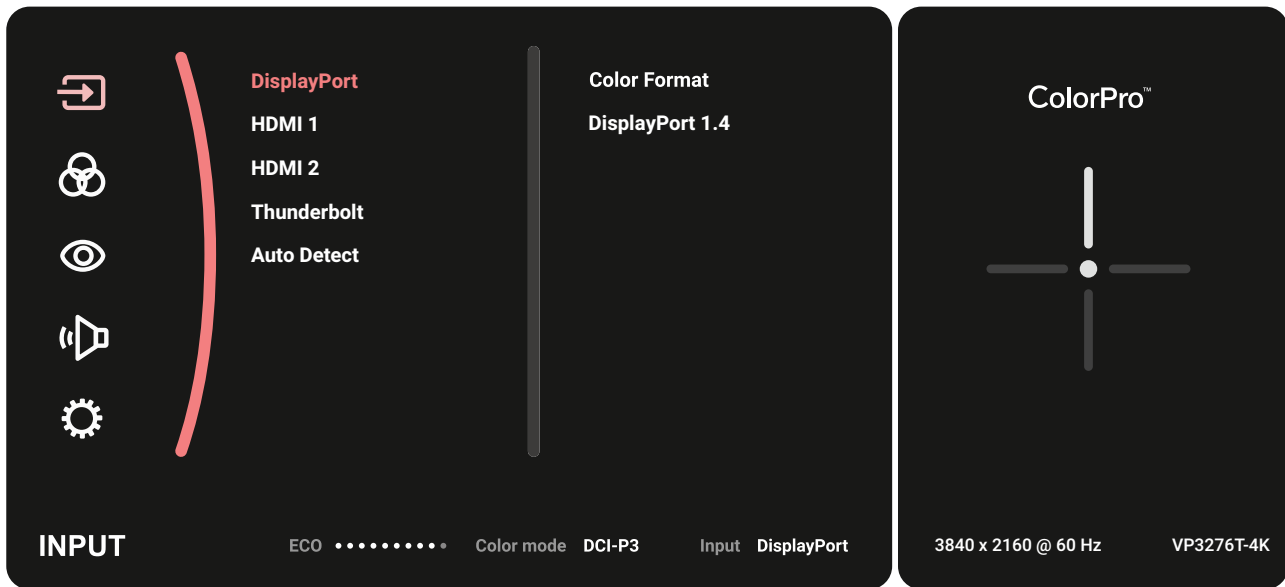 DisplayPort
HDMI 1
HDMI 2
Thunderbolt
Auto Detect
Color Format
DisplayPort 1.4
INPUT
ECO
Color mode DCI-P3
Input DisplayPort
ColorPro™
3840 x 2160 @ 60 Hz
VP3276T-4K